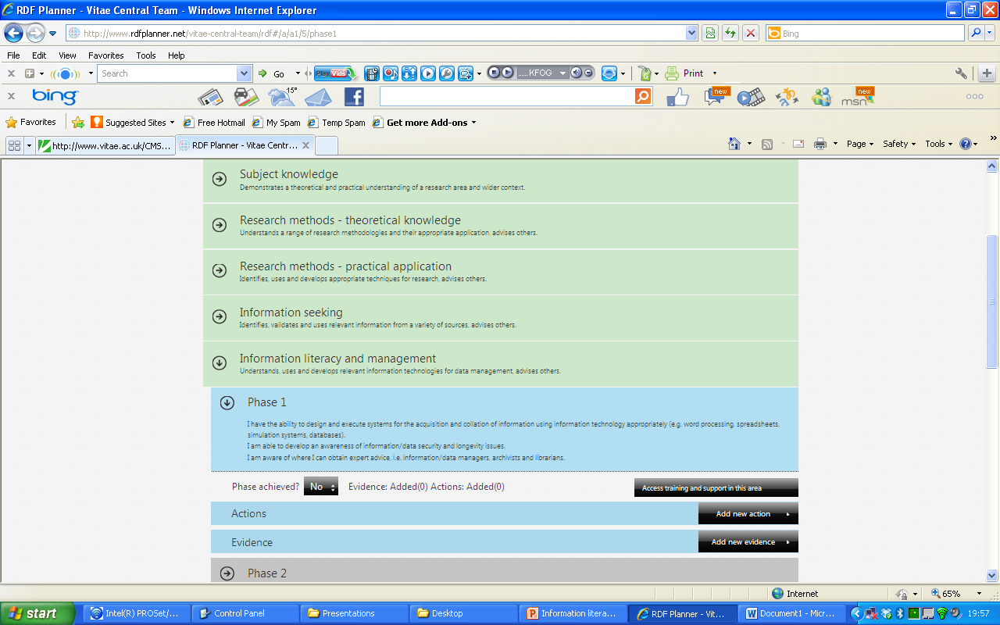 RDF Planner - Vitae Central Team - Windows Internet Explorer
http://www.rdfplanner.net/vitae-central-team/rdf#/a/a1/5/phase1
Bing
File Edit View Favorites Tools Help
Search Go PlayVids ..... KFOG Print
bing 15° new new msn
Favorites Suggested Sites Free Hotmail My Spam Temp Spam Get more Add-ons
http://www.vitae.ac.uk/CMS... RDF Planner - Vitae Centr... Page Safety Tools
Subject knowledge
Demonstrates a theoretical and practical understanding of a research area and wider context.
Research methods - theoretical knowledge
Understands a range of research methodologies and their appropriate application, advises others.
Research methods - practical application
Identifies, uses and develops appropriate techniques for research, advises others.
Information seeking
Identifies, validates and uses relevant information from a variety of sources, advises others.
Information literacy and management
Understands, uses and develops relevant information technologies for data management, advises others.
Phase 1
I have the ability to design and execute systems for the acquisition and collation of information using information technology appropriately (e.g. word processing, spreadsheets,
simulation systems, databases).
I am able to develop an awareness of information/data security and longevity issues.
I am aware of where I can obtain expert advice, i.e. information/data managers, archivists and librarians.
Phase achieved? No Evidence: Added(0) Actions: Added(0) Access training and support in this area
Actions Add new action
Evidence Add new evidence
Phase 2
Internet 65%
start Intel(R) PROSet/... Control Panel Presentations Desktop Information litera... RDF Planner - Vit... Document1 - Micr... 19:57